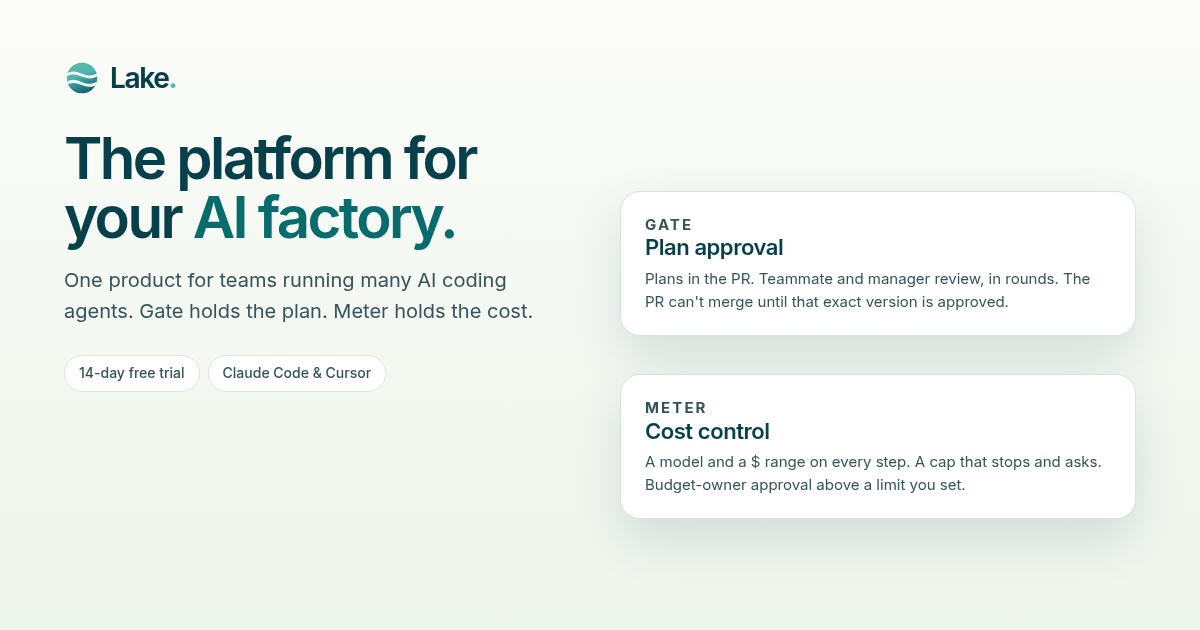 Lake.
The platform for
your AI factory.
One product for teams running many AI coding
agents. Gate holds the plan. Meter holds the cost.
14-day free trial
Claude Code & Cursor
GATE
Plan approval
Plans in the PR. Teammate and manager review, in rounds. The
PR can't merge until that exact version is approved.
METER
Cost control
A model and a $ range on every step. A cap that stops and asks.
Budget-owner approval above a limit you set.